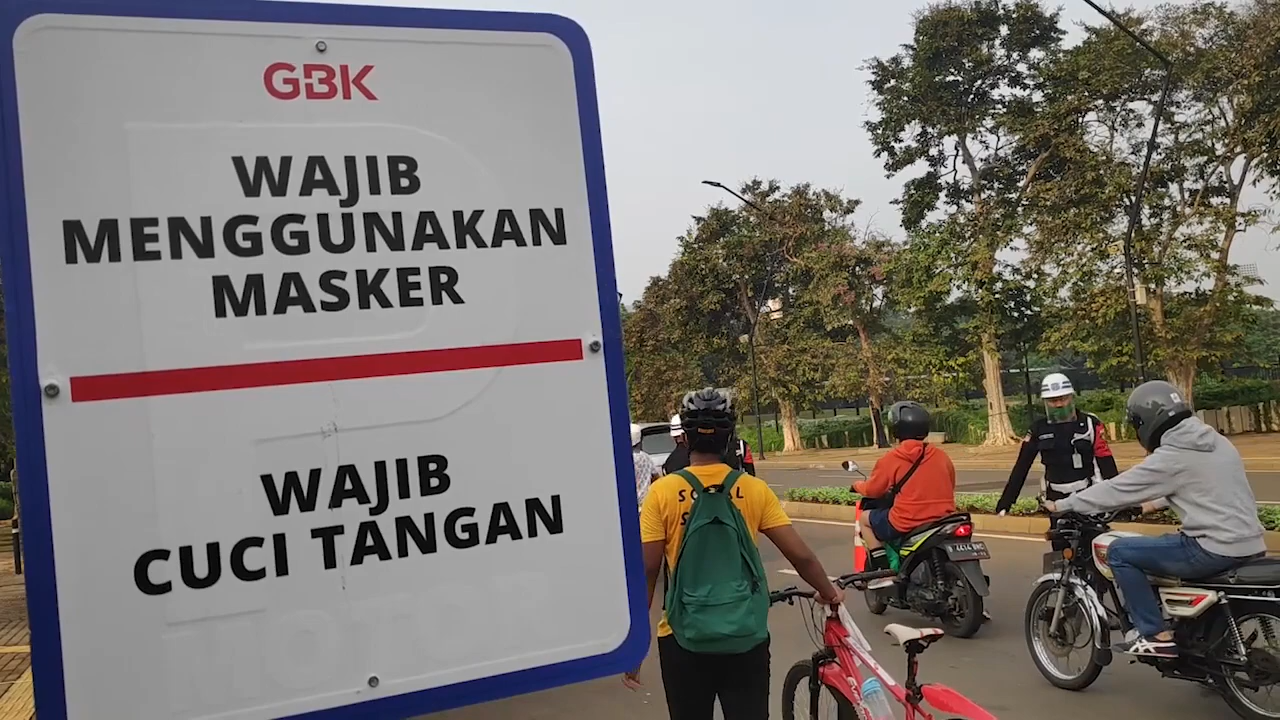 GBK
WAJIB
MENGGUNAKAN
MASKER
WAJIB
CUCI TANGAN